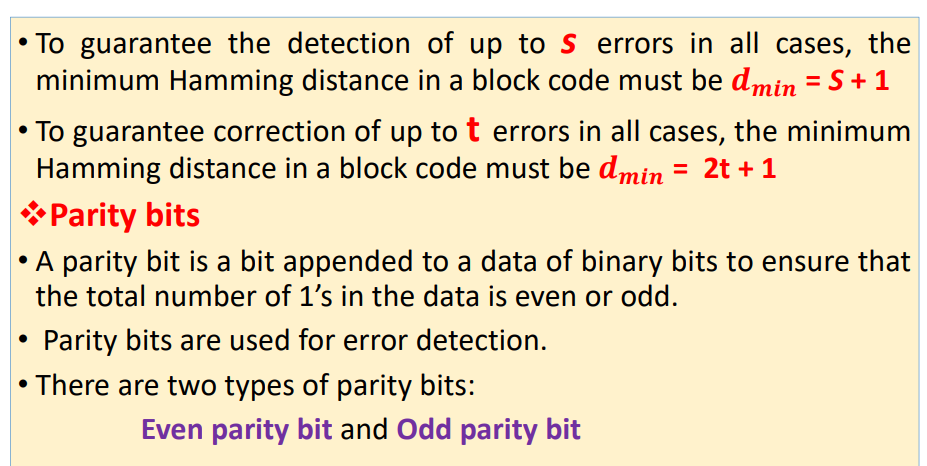 • To guarantee the detection of up to S errors in all cases, the
minimum Hamming distance in a block code must be d_min = S + 1
• To guarantee correction of up to t errors in all cases, the minimum
Hamming distance in a block code must be d_min = 2t + 1
❖Parity bits
• A parity bit is a bit appended to a data of binary bits to ensure that
the total number of 1’s in the data is even or odd.
• Parity bits are used for error detection.
• There are two types of parity bits:
Even parity bit and Odd parity bit